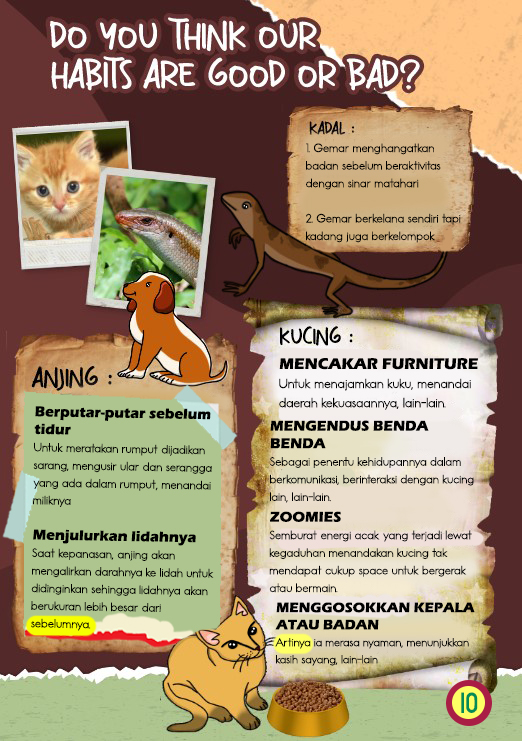 DO YOU THINK OUR
HABITS ARE GOOD OR BAD?
KADAL :
1. Gemar menghangatkan
badan sebelum beraktivitas
dengan sinar matahari
2. Gemar berkelana sendiri tapi
kadang juga berkelompok
ANJING :
Berputar-putar sebelum
tidur
Untuk meratakan rumput dijadikan
sarang, mengusir ular dan serangga
yang ada dalam rumput, menandai
miliknya
Menjulurkan lidahnya
Saat kepanasan, anjing akan
mengalirkan darahnya ke lidah untuk
didinginkan sehingga lidahnya akan
berukuran lebih besar dari
sebelumnya.
KUCING :
MENCAKAR FURNITURE
Untuk menajamkan kuku, menandai
daerah kekuasaannya, lain-lain.
MENGENDUS BENDA
BENDA
Sebagai penentu kehidupannya dalam
berkomunikasi, berinteraksi dengan kucing
lain, lain-lain.
ZOOMIES
Semburat energi acak yang terjadi lewat
kegaduhan menandakan kucing tak
mendapat cukup space untuk bergerak
atau bermain.
MENGGOSOKKAN KEPALA
ATAU BADAN
Artinya ia merasa nyaman, menunjukkan
kasih sayang, lain-lain
10